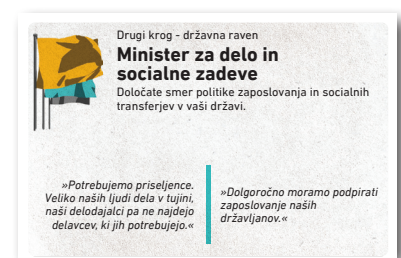 Drugi krog - državna raven
Minister za delo in
socialne zadeve
Določate smer politike zaposlovanja in socialnih
transferjev v vaši državi.
»Potrebujemo priseljence.
Veliko naših ljudi dela v tujini,
naši delodajalci pa ne najdejo
delavcev, ki jih potrebujejo.«
»Dolgoročno moramo podpirati
zaposlovanje naših
državljanov.«